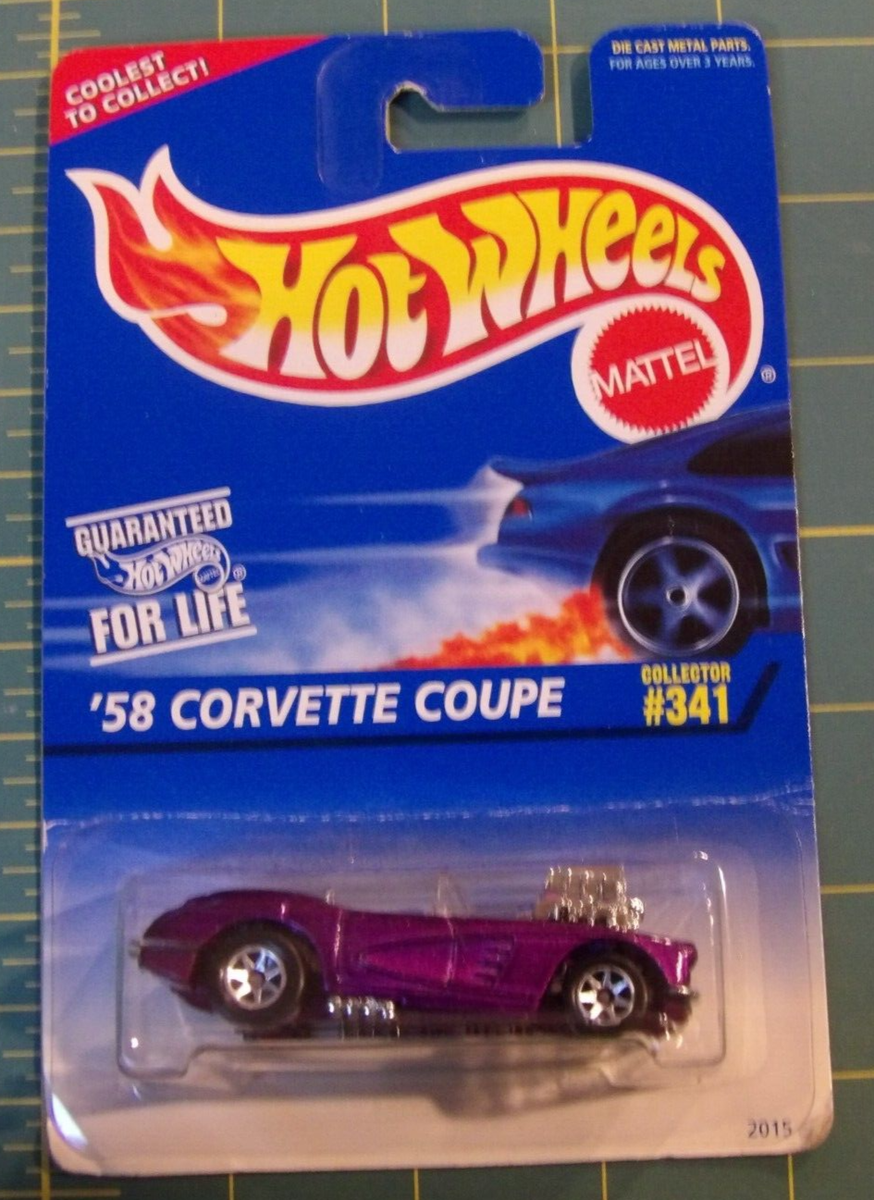 COOLEST
TO COLLECT!
DIE CAST METAL PARTS.
FOR AGES OVER 3 YEARS.
HOT WHEELS
MATTEL
®
GUARANTEED
HOT WHEELS
MATTEL
®
FOR LIFE
'58 CORVETTE COUPE
COLLECTOR
#341
2015